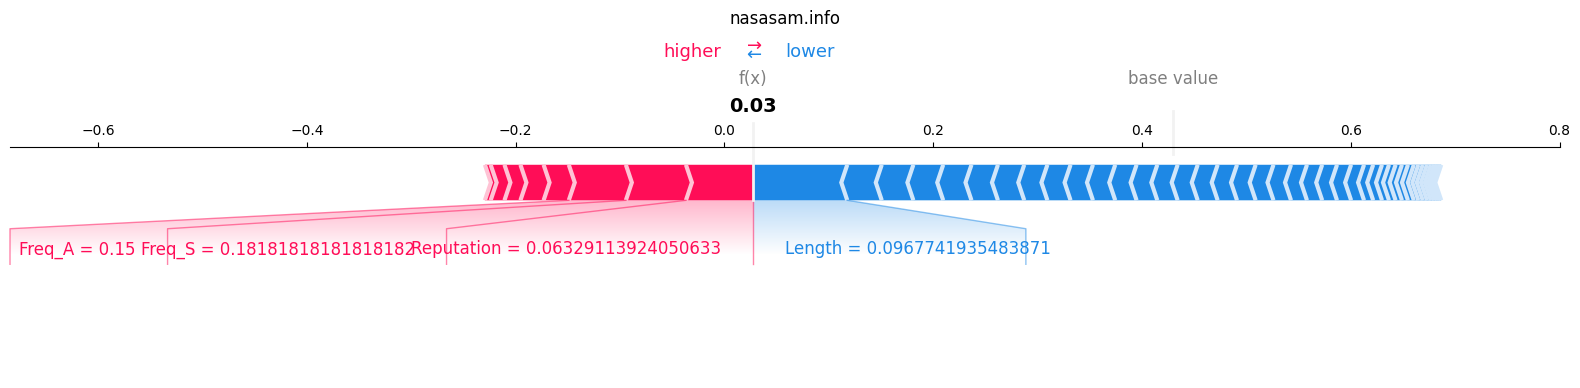 nasasam.info
higher ⇄ lower
f(x)
base value
0.03
−0.6 −0.4 −0.2 0.0 0.2 0.4 0.6 0.8
Freq_A = 0.15 Freq_S = 0.18181818181818182 Reputation = 0.06329113924050633 Length = 0.0967741935483871